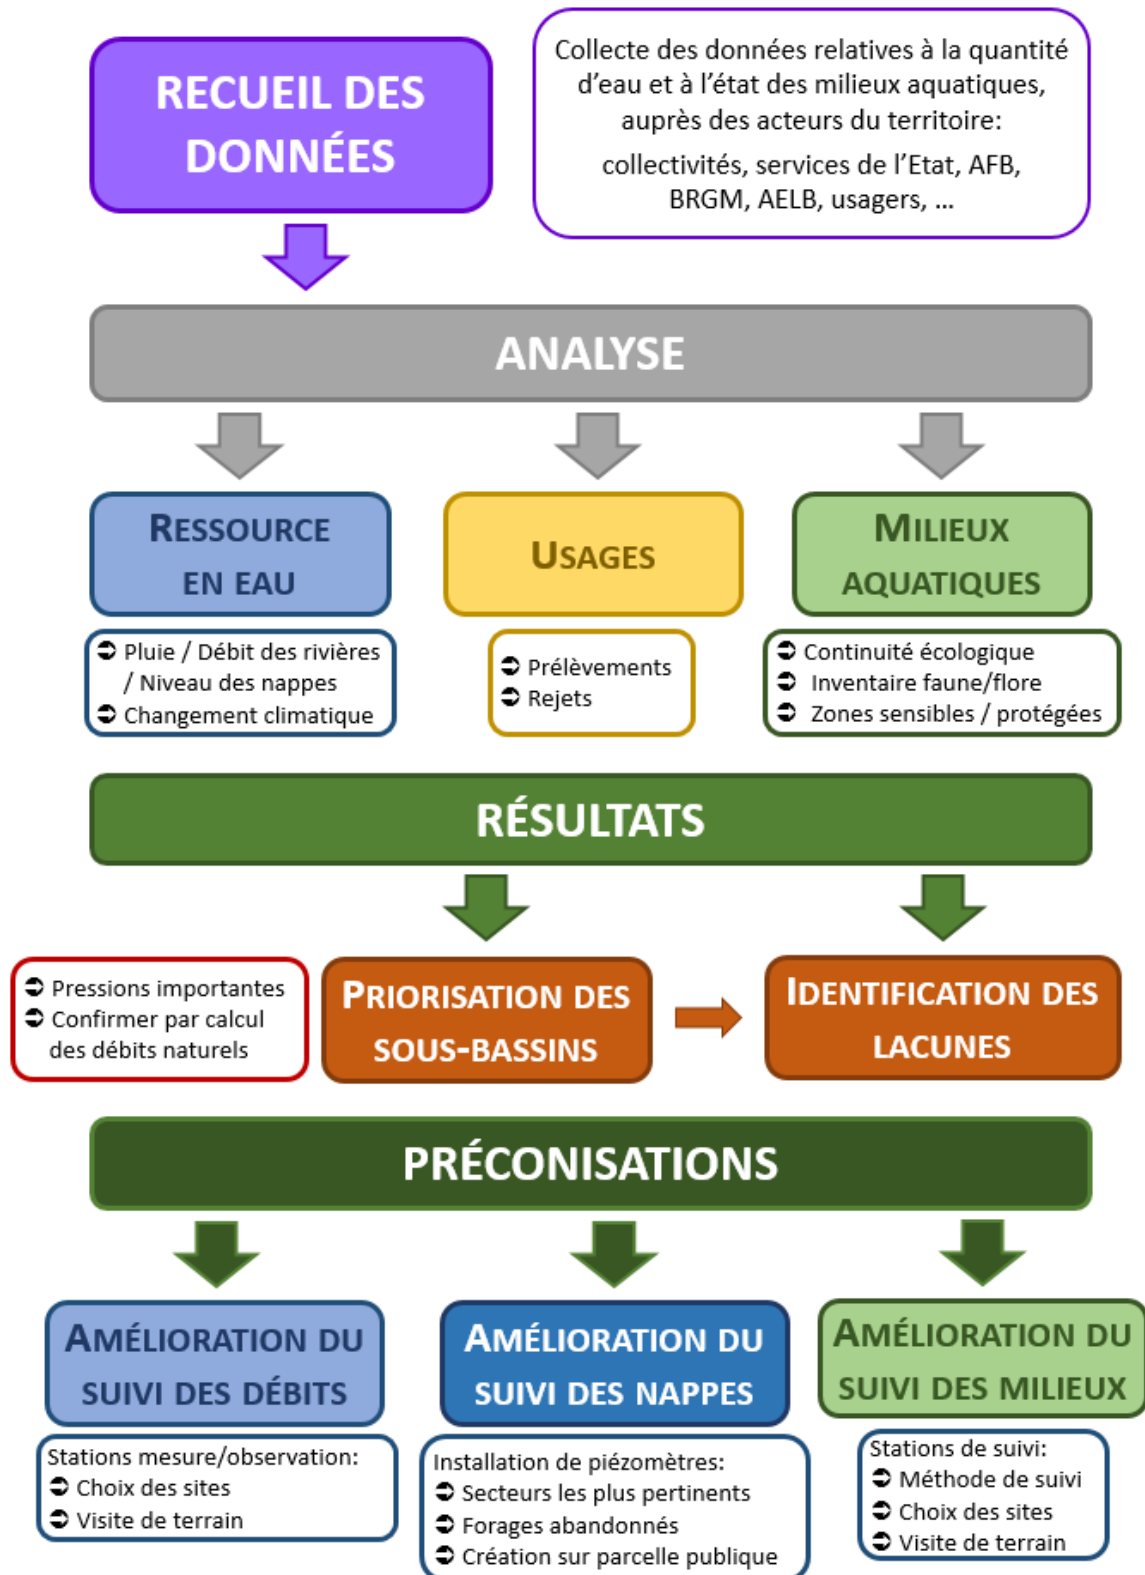 RECUEIL DES
DONNÉES
Collecte des données relatives à la quantité
d'eau et à l'état des milieux aquatiques,
auprès des acteurs du territoire:
collectivités, services de l'Etat, AFB,
BRGM, AELB, usagers, ...
ANALYSE
RESSOURCE
EN EAU
USAGES
MILIEUX
AQUATIQUES
➲ Pluie / Débit des rivières
/ Niveau des nappes
➲ Changement climatique
➲ Prélèvements
➲ Rejets
➲ Continuité écologique
➲ Inventaire faune/flore
➲ Zones sensibles / protégées
RÉSULTATS
➲ Pressions importantes
➲ Confirmer par calcul
des débits naturels
PRIORISATION DES
SOUS-BASSINS
IDENTIFICATION DES
LACUNES
PRÉCONISATIONS
AMÉLIORATION DU
SUIVI DES DÉBITS
AMÉLIORATION DU
SUIVI DES NAPPES
AMÉLIORATION DU
SUIVI DES MILIEUX
Stations mesure/observation:
➲ Choix des sites
➲ Visite de terrain
Installation de piézomètres:
➲ Secteurs les plus pertinents
➲ Forages abandonnés
➲ Création sur parcelle publique
Stations de suivi:
➲ Méthode de suivi
➲ Choix des sites
➲ Visite de terrain